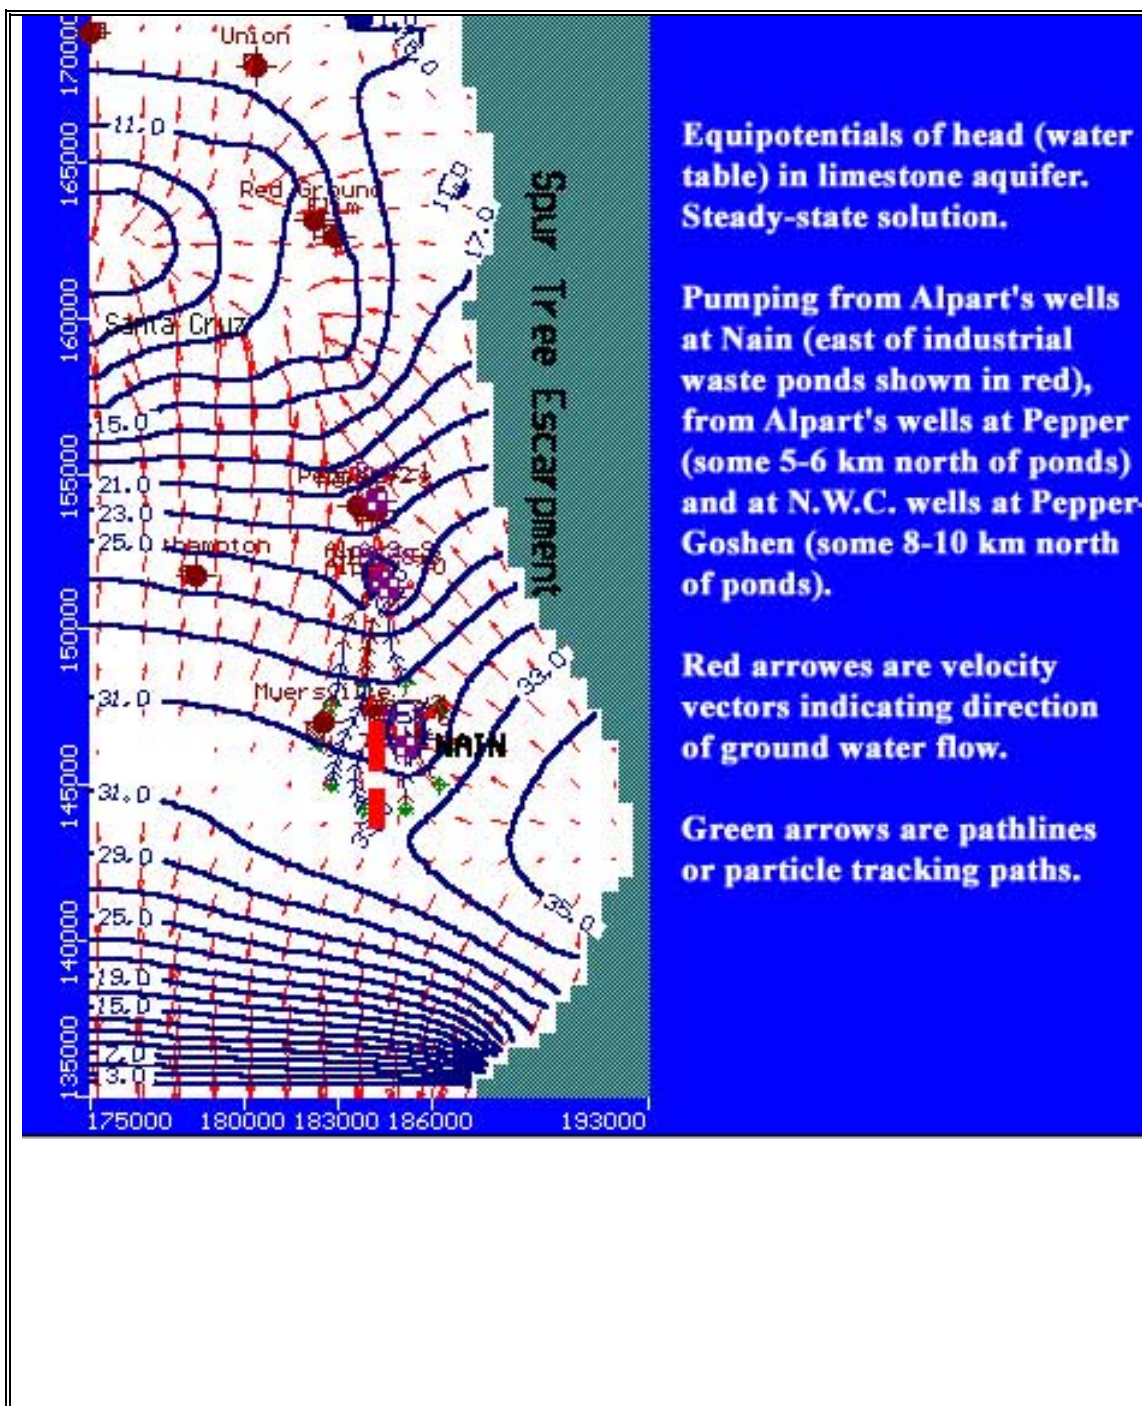 170000
165000
160000
155000
150000
145000
140000
135000
175000
180000
183000
186000
193000
Union
11.0
Red Ground
Santa Cruz
17.0
15.0
21.0
23.0
25.0
31.0
Myersville
NAIN
33.0
31.0
29.0
35.0
25.0
19.0
15.0
7.0
3.0
Spur Tree Escarpment
Equipotentials of head (water
table) in limestone aquifer.
Steady-state solution.
Pumping from Alpart's wells
at Nain (east of industrial
waste ponds shown in red),
from Alpart's wells at Pepper
(some 5-6 km north of ponds)
and at N.W.C. wells at Pepper-
Goshen (some 8-10 km north
of ponds).
Red arrowes are velocity
vectors indicating direction
of ground water flow.
Green arrows are pathlines
or particle tracking paths.